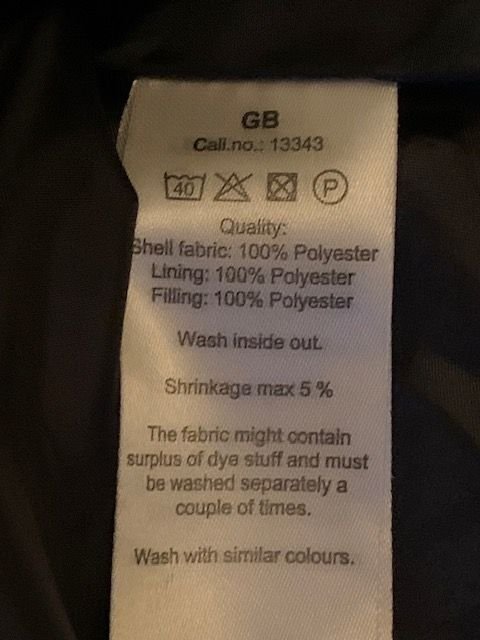 GB
Call.no.: 13343
40 P
Quality:
Shell fabric: 100% Polyester
Lining: 100% Polyester
Filling: 100% Polyester
Wash inside out.
Shrinkage max 5 %
The fabric might contain
surplus of dye stuff and must
be washed separately a
couple of times.
Wash with similar colours.